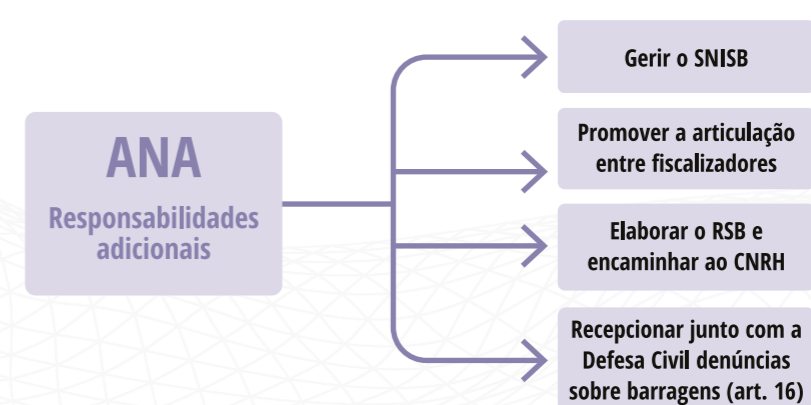 ANA
Responsabilidades
adicionais
Gerir o SNISB
Promover a articulação
entre fiscalizadores
Elaborar o RSB e
encaminhar ao CNRH
Recepcionar junto com a
Defesa Civil denúncias
sobre barragens (art. 16)